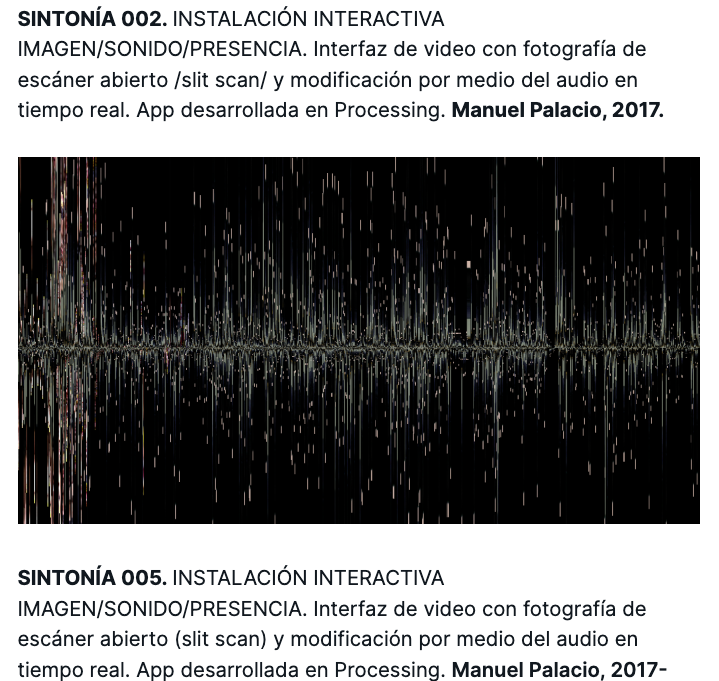 SINTONÍA 002. INSTALACIÓN INTERACTIVA
IMAGEN/SONIDO/PRESENCIA. Interfaz de video con fotografía de
escáner abierto /slit scan/ y modificación por medio del audio en
tiempo real. App desarrollada en Processing. Manuel Palacio, 2017.
SINTONÍA 005. INSTALACIÓN INTERACTIVA
IMAGEN/SONIDO/PRESENCIA. Interfaz de video con fotografía de
escáner abierto (slit scan) y modificación por medio del audio en
tiempo real. App desarrollada en Processing. Manuel Palacio, 2017-